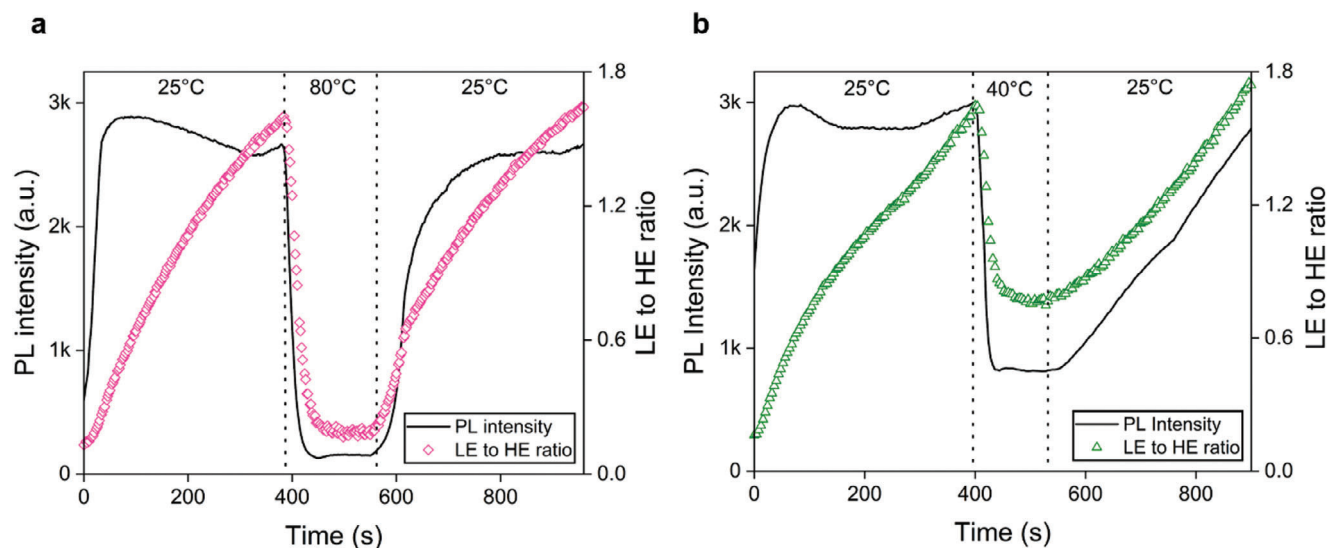 a
25°C 80°C 25°C
3k
2k
1k
0
PL intensity (a.u.)
1.8
1.2
0.6
0.0
LE to HE ratio
PL intensity
LE to HE ratio
0 200 400 600 800
Time (s)
b
25°C 40°C 25°C
3k
2k
1k
0
PL Intensity (a.u.)
1.8
1.2
0.6
0.0
LE to HE ratio
PL Intensity
LE to HE ratio
0 200 400 600 800
Time (s)